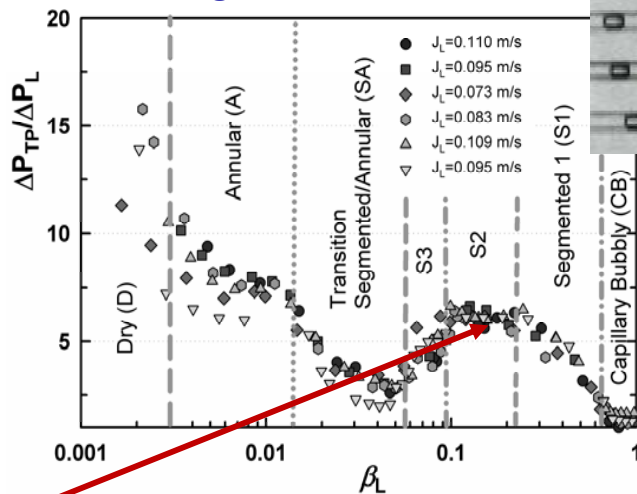 20
15
10
5
ΔP_TP/ΔP_L
J_L=0.110 m/s
J_L=0.095 m/s
J_L=0.073 m/s
J_L=0.083 m/s
J_L=0.109 m/s
J_L=0.095 m/s
Dry (D)
Annular (A)
Transition
Segmented/Annular (SA)
S3
S2
Segmented 1 (S1)
Capillary Bubbly (CB)
0.001
0.01
0.1
1
β_L